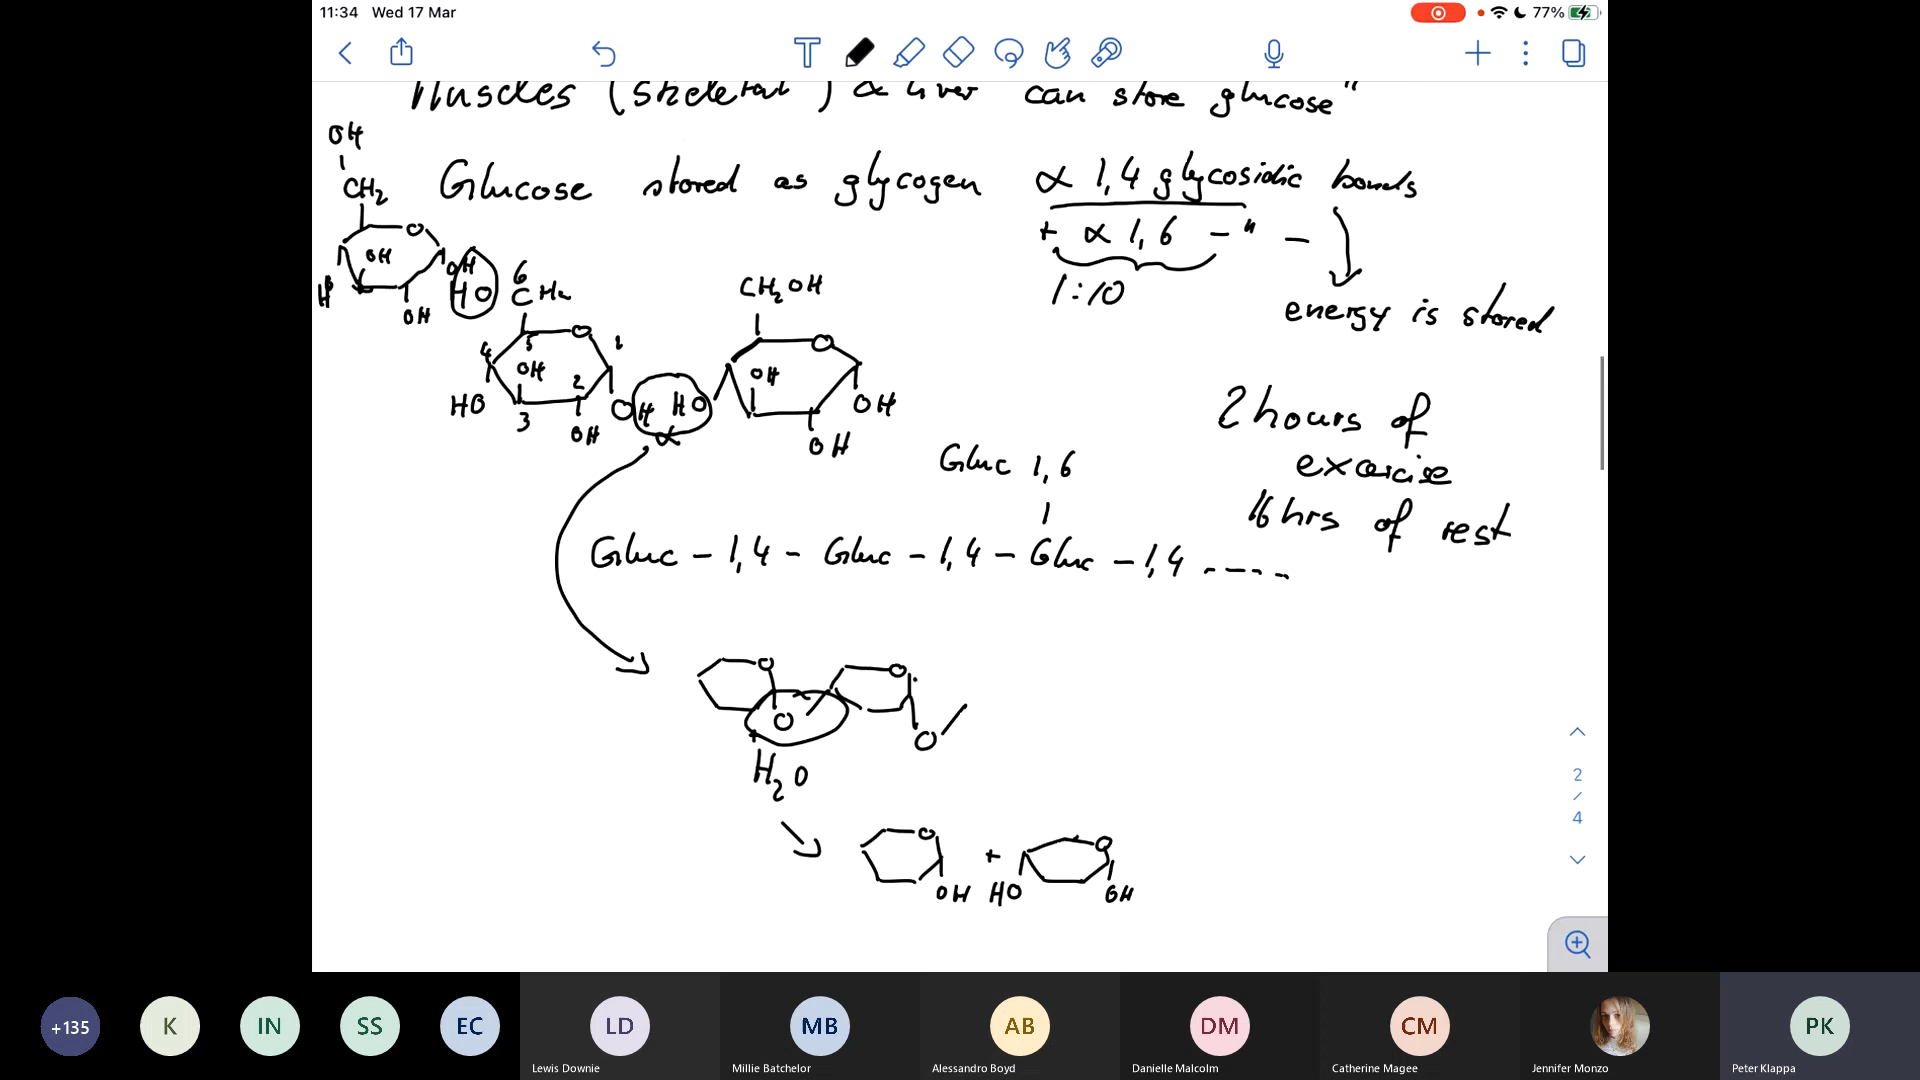 11:34 Wed 17 Mar
77%
Muscles (skeletal) & liver can store glucose"
OH
CH2
Glucose stored as glycogen
α 1,4 glycosidic bonds
+ α 1,6 - " -
1:10
energy is stored
O
OH
OH
HO
OH
6
CH2
CH2OH
5
O
1
4
OH
2
HO
3
OH
OH
HO
α
O
OH
OH
OH
2 hours of
exercise
16 hrs of rest
Gluc 1,6
Gluc - 1,4 - Gluc - 1,4 - Gluc - 1,4 -----
O
O
O
O
+
H2O
O
OH
+
O
HO
OH
2
/
4
+135
K
IN
SS
EC
LD
MB
AB
DM
CM
PK
Lewis Downie
Millie Batchelor
Alessandro Boyd
Danielle Malcolm
Catherine Magee
Jennifer Monzo
Peter Klappa